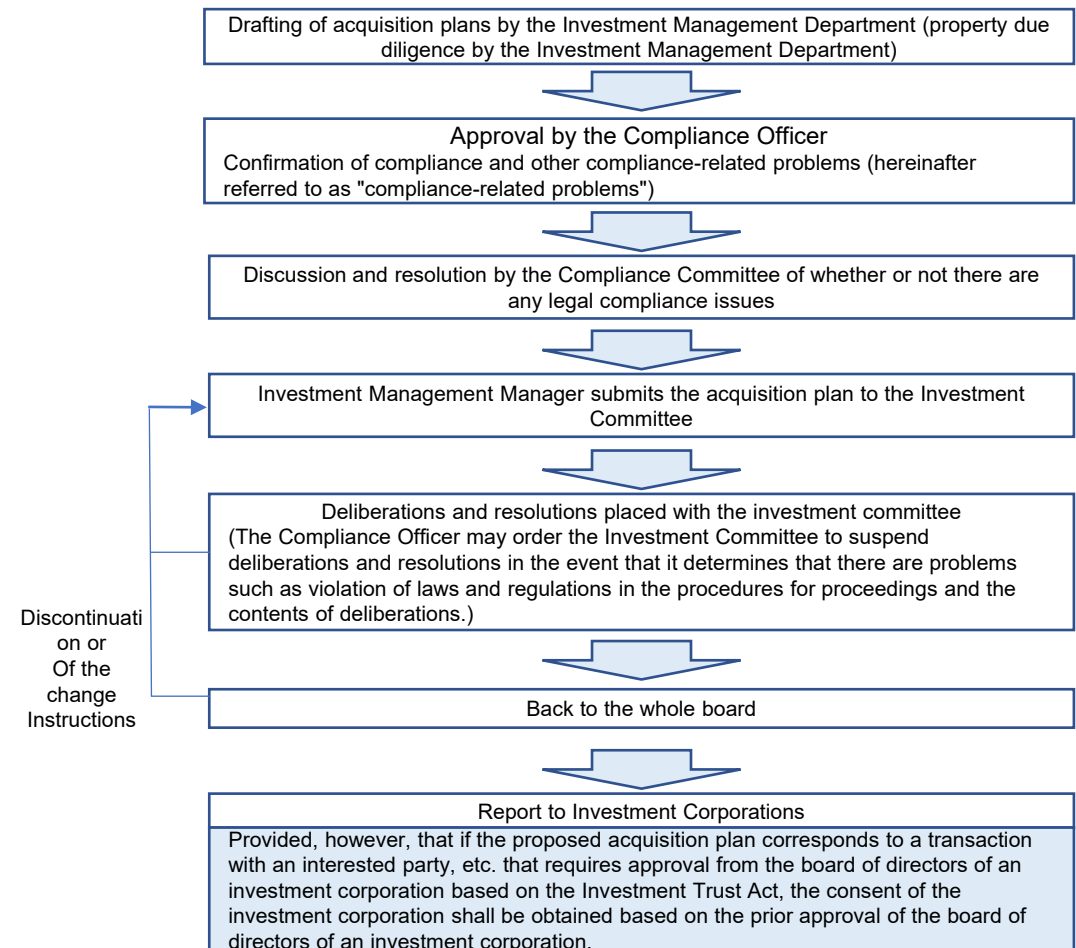 Drafting of acquisition plans by the Investment Management Department (property due
diligence by the Investment Management Department)
Approval by the Compliance Officer
Confirmation of compliance and other compliance-related problems (hereinafter
referred to as "compliance-related problems")
Discussion and resolution by the Compliance Committee of whether or not there are
any legal compliance issues
Investment Management Manager submits the acquisition plan to the Investment
Committee
Deliberations and resolutions placed with the investment committee
(The Compliance Officer may order the Investment Committee to suspend
deliberations and resolutions in the event that it determines that there are problems
such as violation of laws and regulations in the procedures for proceedings and the
contents of deliberations.)
Discontinuati
on or
Of the
change
Instructions
Back to the whole board
Report to Investment Corporations
Provided, however, that if the proposed acquisition plan corresponds to a transaction
with an interested party, etc. that requires approval from the board of directors of an
investment corporation based on the Investment Trust Act, the consent of the
investment corporation shall be obtained based on the prior approval of the board of
directors of an investment corporation.